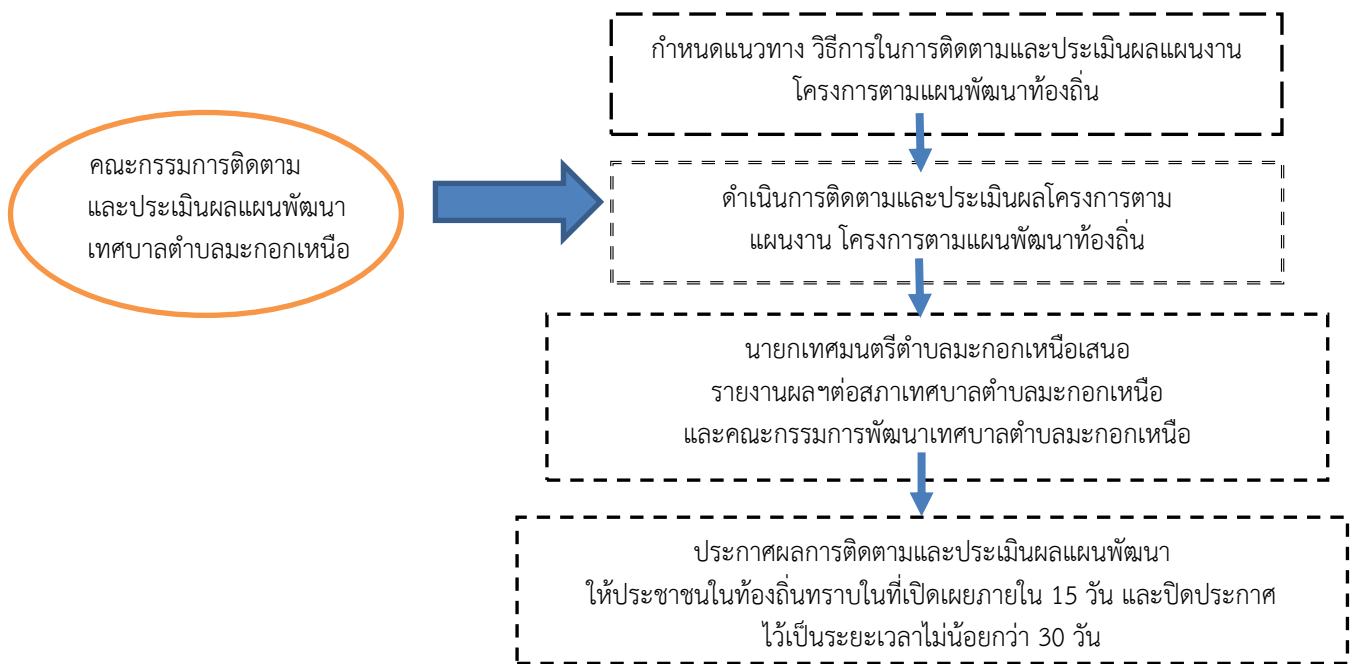 กำหนดแนวทาง วิธีการในการติดตามและประเมินผลแผนงาน
โครงการตามแผนพัฒนาท้องถิ่น
คณะกรรมการติดตาม
และประเมินผลแผนพัฒนา
เทศบาลตำบลมะกอกเหนือ
ดำเนินการติดตามและประเมินผลโครงการตาม
แผนงาน โครงการตามแผนพัฒนาท้องถิ่น
นายกเทศมนตรีตำบลมะกอกเหนือเสนอ
รายงานผลฯต่อสภาเทศบาลตำบลมะกอกเหนือ
และคณะกรรมการพัฒนาเทศบาลตำบลมะกอกเหนือ
ประกาศผลการติดตามและประเมินผลแผนพัฒนา
ให้ประชาชนในท้องถิ่นทราบในที่เปิดเผยภายใน 15 วัน และปิดประกาศ
ไว้เป็นระยะเวลาไม่น้อยกว่า 30 วัน